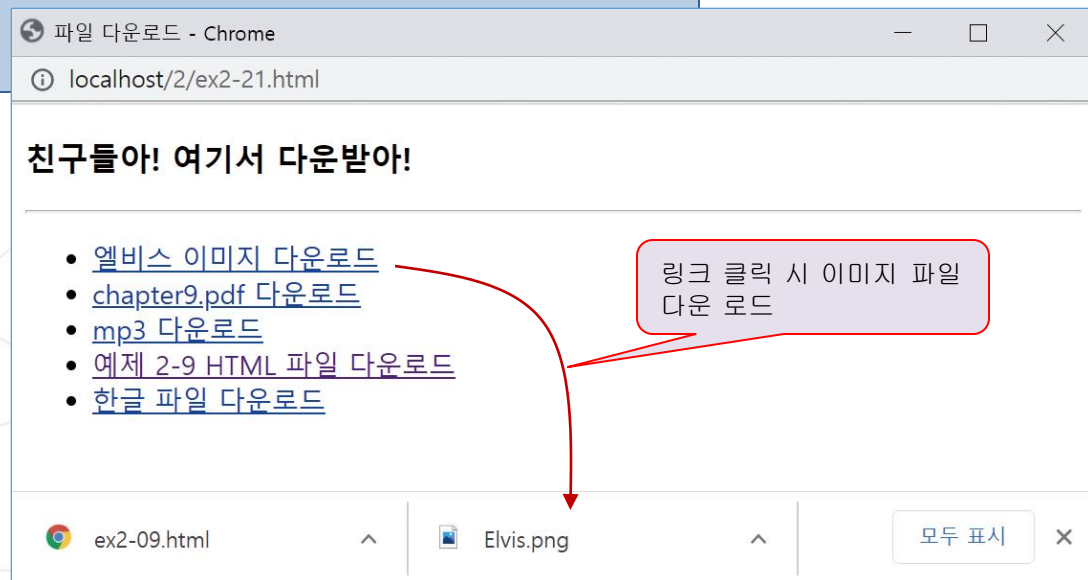 파일 다운로드 - Chrome
localhost/2/ex2-21.html
친구들아! 여기서 다운받아!
엘비스 이미지 다운로드
chapter9.pdf 다운로드
mp3 다운로드
예제 2-9 HTML 파일 다운로드
한글 파일 다운로드
링크 클릭 시 이미지 파일
다운 로드
ex2-09.html
Elvis.png
모두 표시